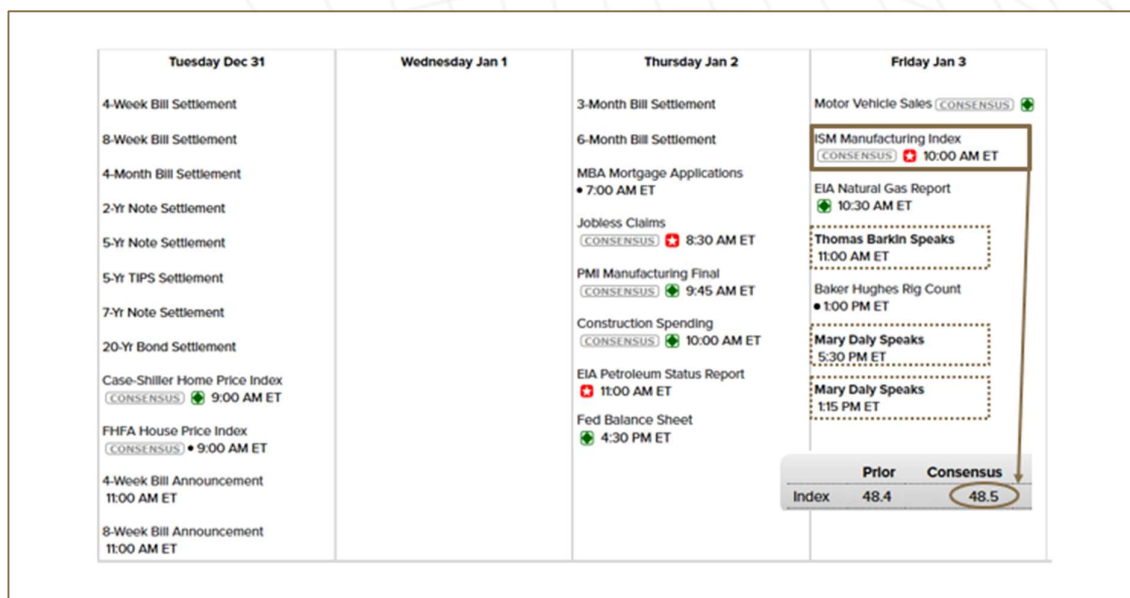 Tuesday Dec 31
4-Week Bill Settlement
8-Week Bill Settlement
4-Month Bill Settlement
2-Yr Note Settlement
5-Yr Note Settlement
5-Yr TIPS Settlement
7-Yr Note Settlement
20-Yr Bond Settlement
Case-Shiller Home Price Index
CONSENSUS 9:00 AM ET
FHFA House Price Index
CONSENSUS • 9:00 AM ET
4-Week Bill Announcement
11:00 AM ET
8-Week Bill Announcement
11:00 AM ET
Wednesday Jan 1
Thursday Jan 2
3-Month Bill Settlement
6-Month Bill Settlement
MBA Mortgage Applications
• 7:00 AM ET
Jobless Claims
CONSENSUS 8:30 AM ET
PMI Manufacturing Final
CONSENSUS 9:45 AM ET
Construction Spending
CONSENSUS 10:00 AM ET
EIA Petroleum Status Report
11:00 AM ET
Fed Balance Sheet
4:30 PM ET
Friday Jan 3
Motor Vehicle Sales CONSENSUS
ISM Manufacturing Index
CONSENSUS 10:00 AM ET
EIA Natural Gas Report
10:30 AM ET
Thomas Barkin Speaks
11:00 AM ET
Baker Hughes Rig Count
• 1:00 PM ET
Mary Daly Speaks
5:30 PM ET
Mary Daly Speaks
1:15 PM ET
Prior Consensus
Index 48.4 48.5